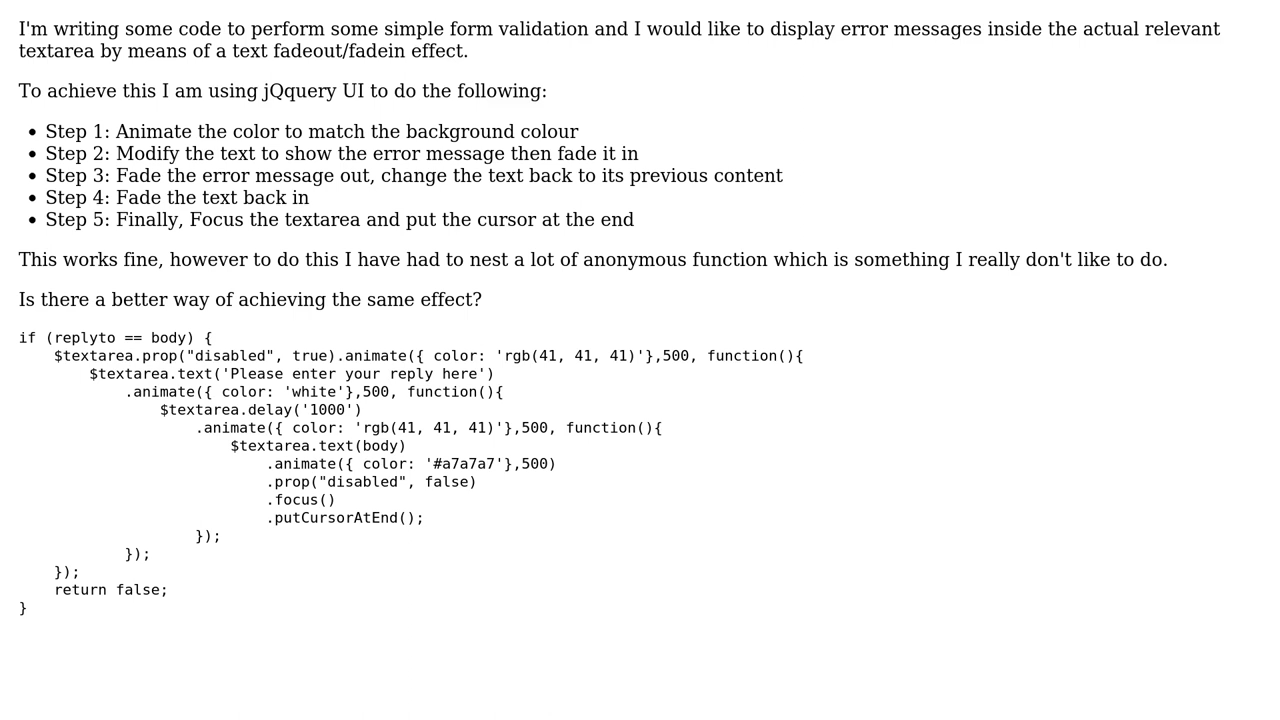 I'm writing some code to perform some simple form validation and I would like to display error messages inside the actual relevant
textarea by means of a text fadeout/fadein effect.
To achieve this I am using jQquery UI to do the following:
• Step 1: Animate the color to match the background colour
• Step 2: Modify the text to show the error message then fade it in
• Step 3: Fade the error message out, change the text back to its previous content
• Step 4: Fade the text back in
• Step 5: Finally, Focus the textarea and put the cursor at the end
This works fine, however to do this I have had to nest a lot of anonymous function which is something I really don't like to do.
Is there a better way of achieving the same effect?
if (replyto == body) {
    $textarea.prop("disabled", true).animate({ color: 'rgb(41, 41, 41)'},500, function(){
        $textarea.text('Please enter your reply here')
            .animate({ color: 'white'},500, function(){
                $textarea.delay('1000')
                    .animate({ color: 'rgb(41, 41, 41)'},500, function(){
                        $textarea.text(body)
                            .animate({ color: '#a7a7a7'},500)
                            .prop("disabled", false)
                            .focus()
                            .putCursorAtEnd();
                    });
            });
    });
    return false;
}